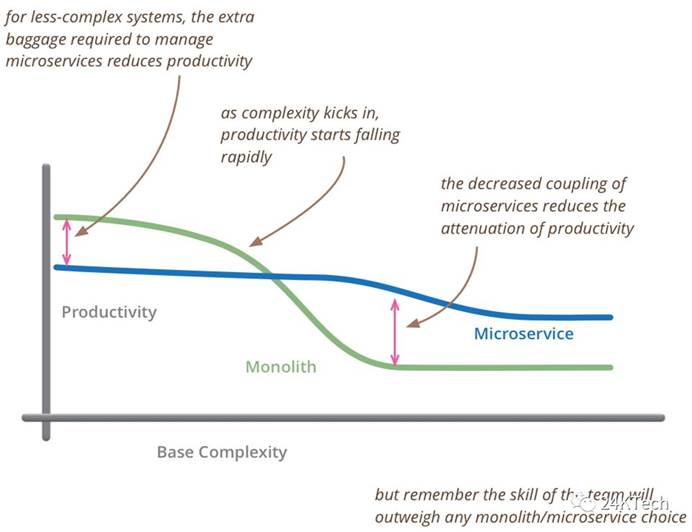 for less-complex systems, the extra
baggage required to manage
microservices reduces productivity
as complexity kicks in,
productivity starts falling
rapidly
the decreased coupling of
microservices reduces the
attenuation of productivity
Productivity
Microservice
Monolith
Base Complexity
but remember the skill of the team will
outweigh any monolith/microservice choice
24KTech